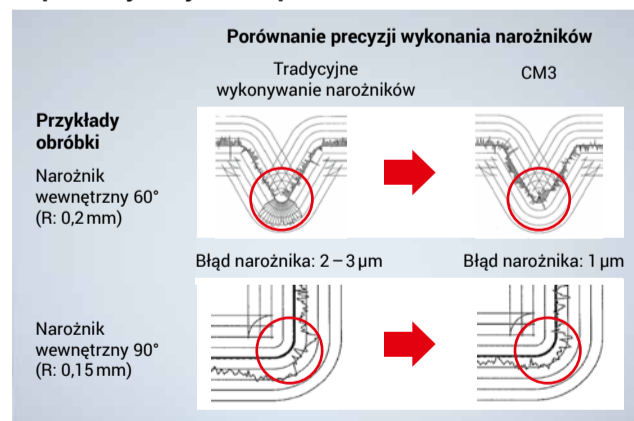 Porównanie precyzji wykonania narożników
Tradycyjne
wykonywanie narożników
CM3
Przykłady
obróbki
Narożnik
wewnętrzny 60°
(R: 0,2 mm)
Błąd narożnika: 2 – 3 μm
Błąd narożnika: 1 μm
Narożnik
wewnętrzny 90°
(R: 0,15 mm)